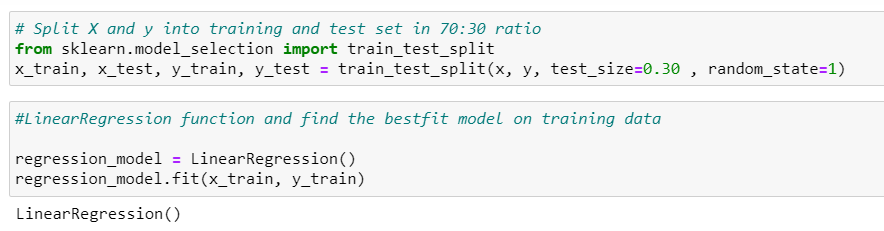 # Split X and y into training and test set in 70:30 ratio
from sklearn.model_selection import train_test_split
x_train, x_test, y_train, y_test = train_test_split(x, y, test_size=0.30 , random_state=1)
#LinearRegression function and find the bestfit model on training data
regression_model = LinearRegression()
regression_model.fit(x_train, y_train)
LinearRegression()